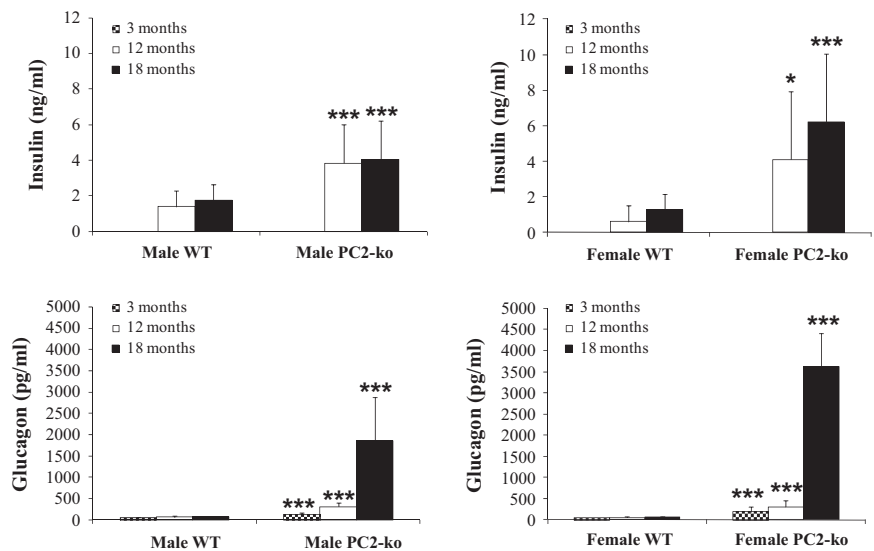 12
10
8
6
4
2
0
Insulin (ng/ml)
3 months
12 months
18 months
*** ***
Male WT Male PC2-ko
12
10
8
6
4
2
0
Insulin (ng/ml)
3 months
12 months
18 months
* ***
Female WT Female PC2-ko
5000
4500
4000
3500
3000
2500
2000
1500
1000
500
0
Glucagon (pg/ml)
3 months
12 months
18 months
*** *** ***
Male WT Male PC2-ko
5000
4500
4000
3500
3000
2500
2000
1500
1000
500
0
Glucagon (pg/ml)
3 months
12 months
18 months
*** *** ***
Female WT Female PC2-ko